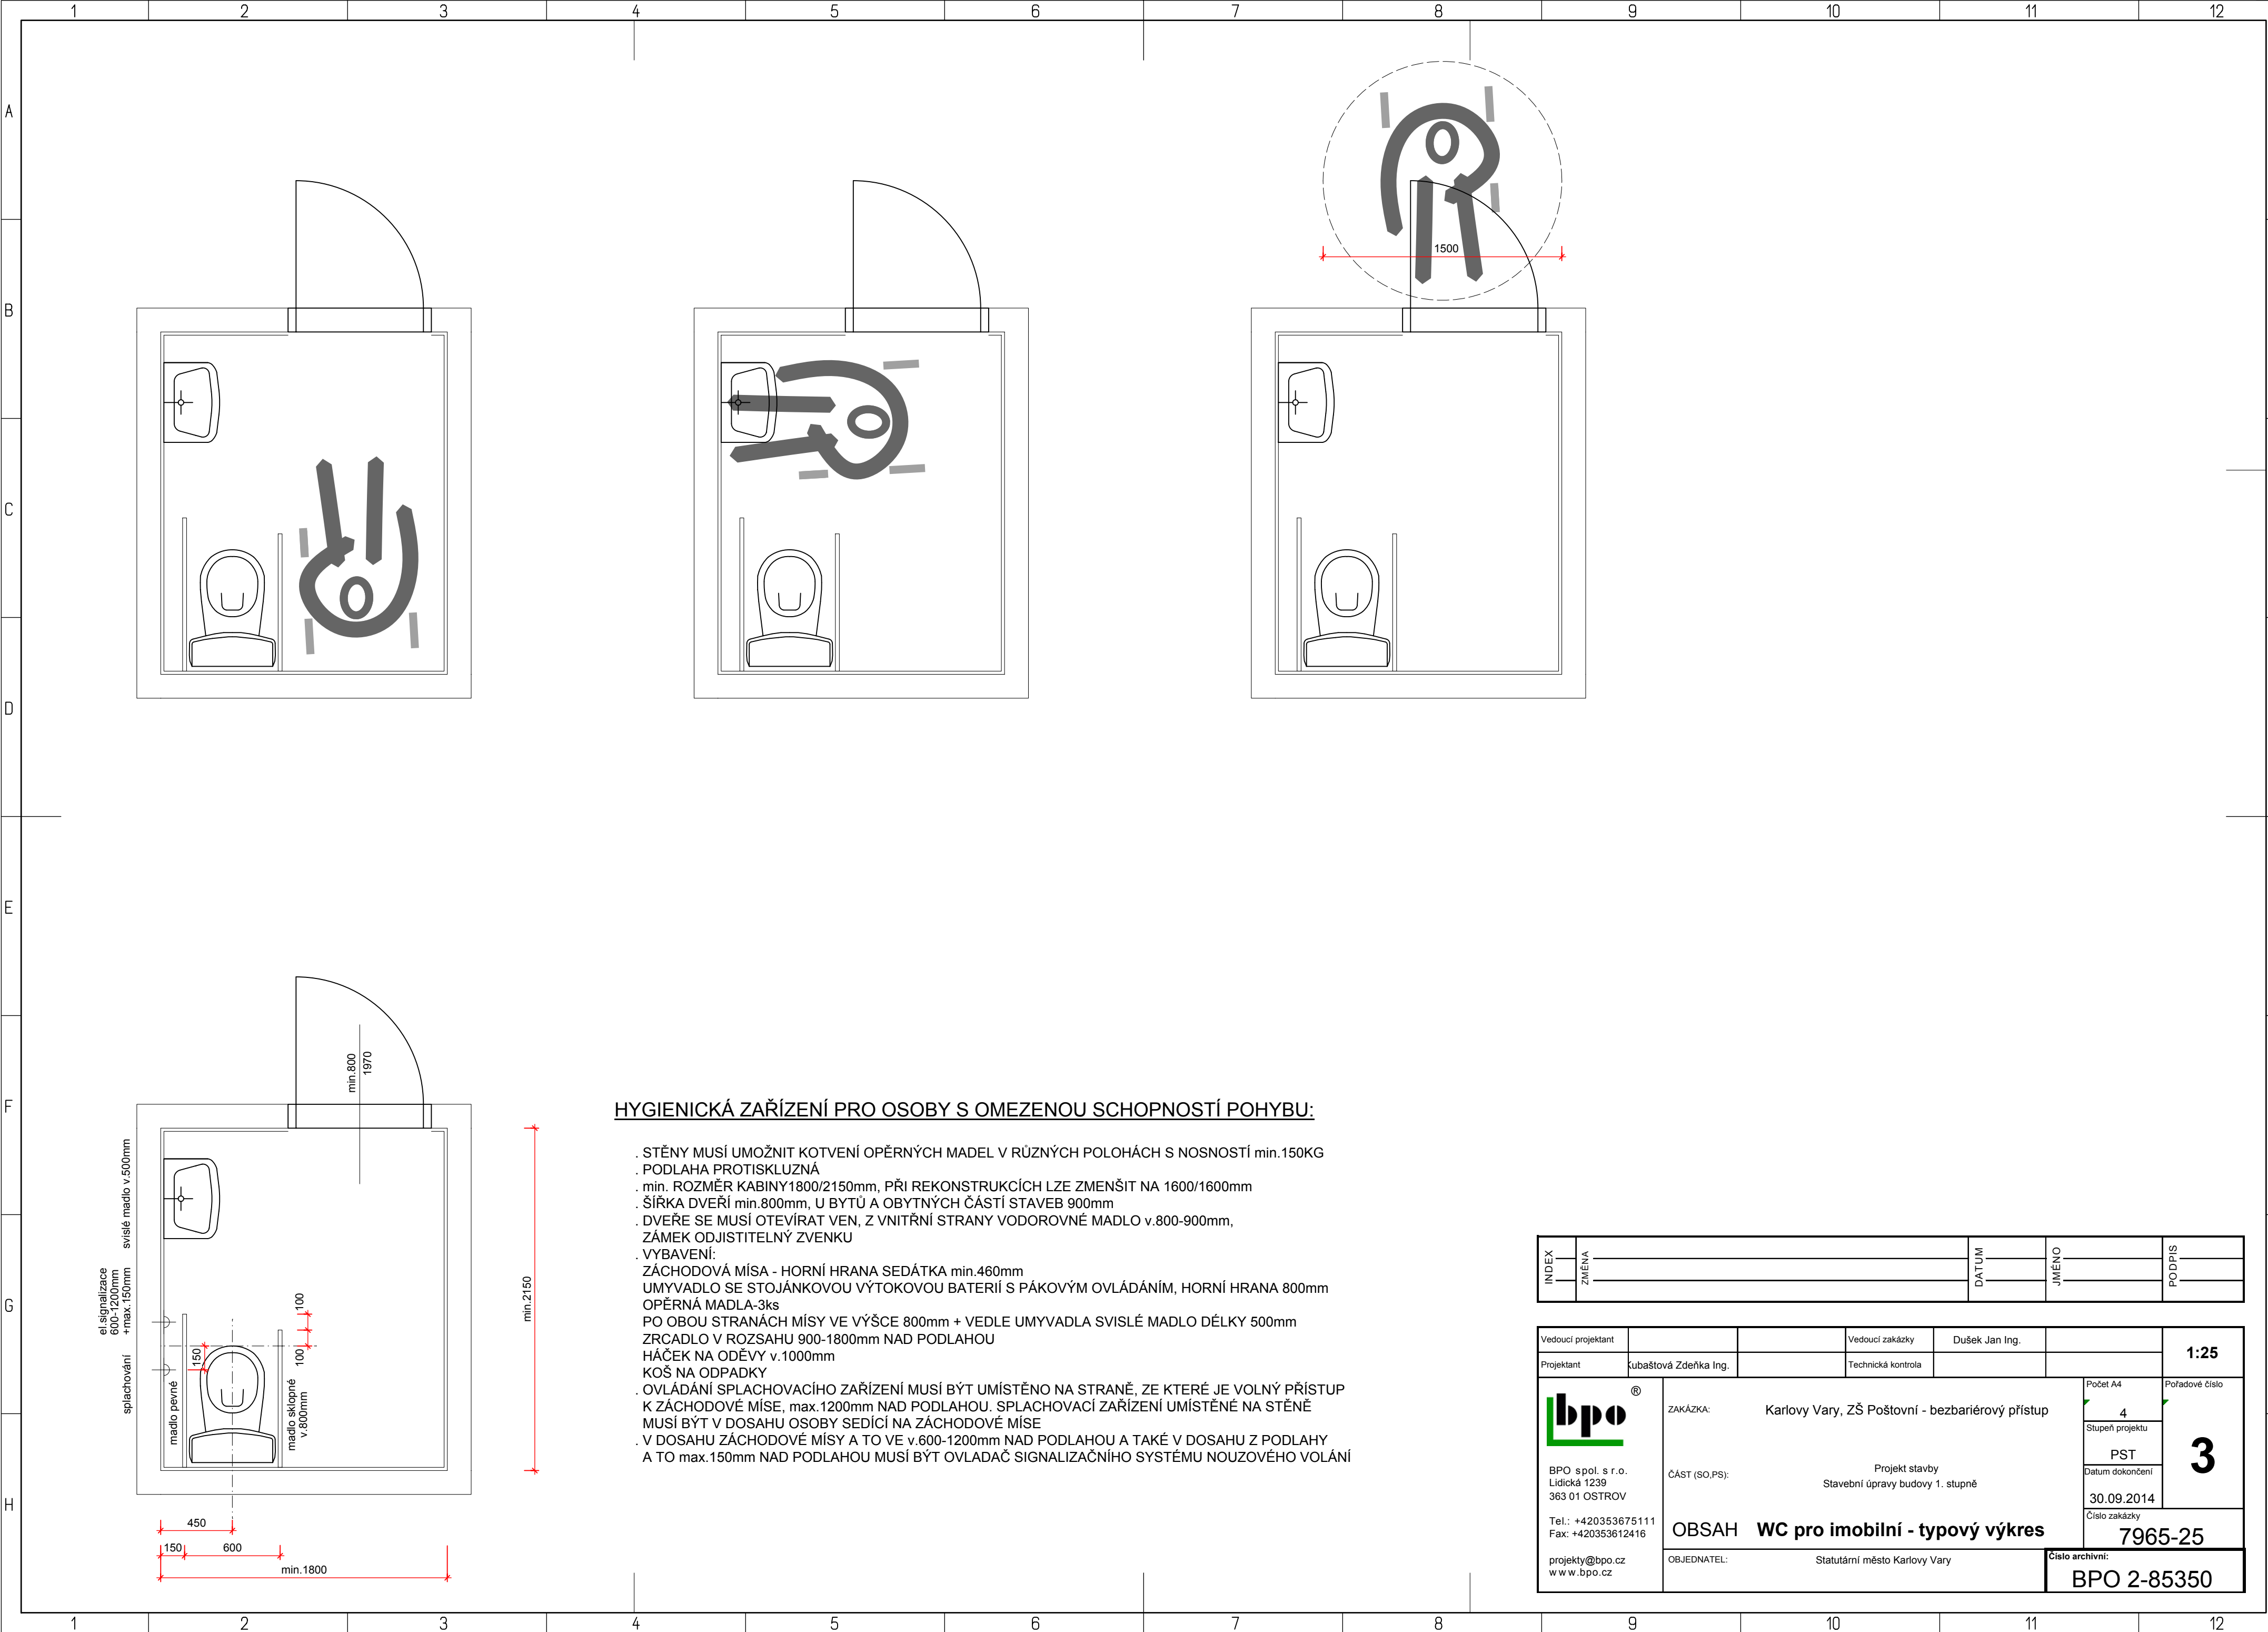 1 2 3 4 5 6 7 8 9 10 11 12
A
B
C
D
E
F
G
H
1500
min.800
1970
svislé madlo v.500mm
el.signalizace
600-1200mm
+max.150mm
splachování
madlo pevné
madlo sklopné
v.800mm
150
100
100
min.2150
450
150 600
min.1800
HYGIENICKÁ ZAŘÍZENÍ PRO OSOBY S OMEZENOU SCHOPNOSTÍ POHYBU:
. STĚNY MUSÍ UMOŽNIT KOTVENÍ OPĚRNÝCH MADEL V RŮZNÝCH POLOHÁCH S NOSNOSTÍ min.150KG
. PODLAHA PROTISKLUZNÁ
. min. ROZMĚR KABINY1800/2150mm, PŘI REKONSTRUKCÍCH LZE ZMENŠIT NA 1600/1600mm
. ŠÍŘKA DVEŘÍ min.800mm, U BYTŮ A OBYTNÝCH ČÁSTÍ STAVEB 900mm
. DVEŘE SE MUSÍ OTEVÍRAT VEN, Z VNITŘNÍ STRANY VODOROVNÉ MADLO v.800-900mm,
ZÁMEK ODJISTITELNÝ ZVENKU
. VYBAVENÍ:
ZÁCHODOVÁ MÍSA - HORNÍ HRANA SEDÁTKA min.460mm
UMYVADLO SE STOJÁNKOVOU VÝTOKOVOU BATERIÍ S PÁKOVÝM OVLÁDÁNÍM, HORNÍ HRANA 800mm
OPĚRNÁ MADLA-3ks
PO OBOU STRANÁCH MÍSY VE VÝŠCE 800mm + VEDLE UMYVADLA SVISLÉ MADLO DÉLKY 500mm
ZRCADLO V ROZSAHU 900-1800mm NAD PODLAHOU
HÁČEK NA ODĚVY v.1000mm
KOŠ NA ODPADKY
. OVLÁDÁNÍ SPLACHOVACÍHO ZAŘÍZENÍ MUSÍ BÝT UMÍSTĚNO NA STRANĚ, ZE KTERÉ JE VOLNÝ PŘÍSTUP
K ZÁCHODOVÉ MÍSE, max.1200mm NAD PODLAHOU. SPLACHOVACÍ ZAŘÍZENÍ UMÍSTĚNÉ NA STĚNĚ
MUSÍ BÝT V DOSAHU OSOBY SEDÍCÍ NA ZÁCHODOVÉ MÍSE
. V DOSAHU ZÁCHODOVÉ MÍSY A TO VE v.600-1200mm NAD PODLAHOU A TAKÉ V DOSAHU Z PODLAHY
A TO max.150mm NAD PODLAHOU MUSÍ BÝT OVLADAČ SIGNALIZAČNÍHO SYSTÉMU NOUZOVÉHO VOLÁNÍ
INDEX ZMĚNA DATUM JMÉNO PODPIS
Vedoucí projektant Vedoucí zakázky Dušek Jan Ing.
1:25
Projektant Kubaštová Zdeňka Ing. Technická kontrola
bpo ®
BPO spol. s r.o.
Lidická 1239
363 01 OSTROV
Tel.: +420353675111
Fax: +420353612416
projekty@bpo.cz
www.bpo.cz
ZAKÁZKA: Karlovy Vary, ZŠ Poštovní - bezbariérový přístup
ČÁST (SO,PS): Projekt stavby
Stavební úpravy budovy 1. stupně
OBSAH WC pro imobilní - typový výkres
OBJEDNATEL: Statutární město Karlovy Vary
Počet A4
4
Stupeň projektu
PST
Datum dokončení
30.09.2014
Pořadové číslo
3
Číslo zakázky
7965-25
Číslo archivní:
BPO 2-85350
1 2 3 4 5 6 7 8 9 10 11 12